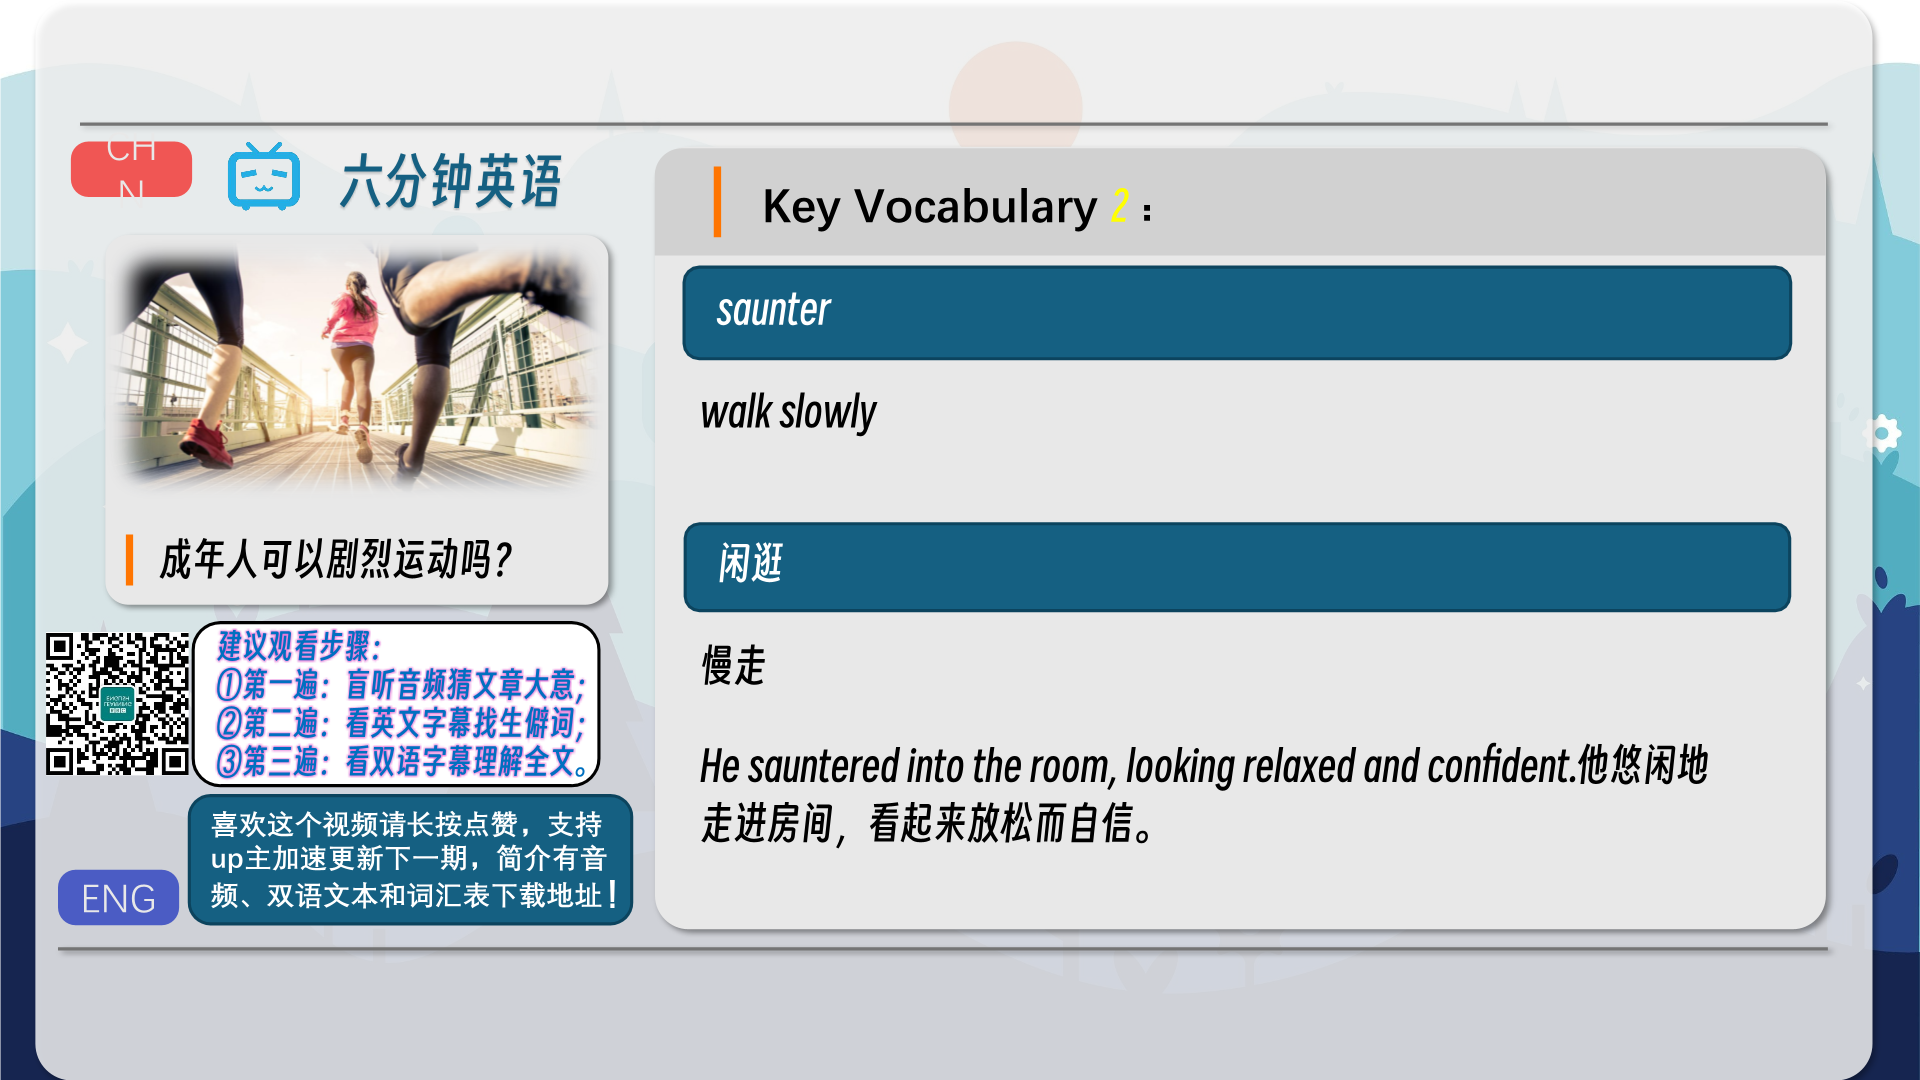 CH
N
六分钟英语
成年人可以剧烈运动吗?
建议观看步骤:
①第一遍: 盲听音频猜文章大意;
②第二遍: 看英文字幕找生僻词;
③第三遍: 看双语字幕理解全文。
喜欢这个视频请长按点赞，支持
up主加速更新下一期，简介有音
频、双语文本和词汇表下载地址！
ENG
Key Vocabulary 2：
saunter
walk slowly
闲逛
慢走
He sauntered into the room, looking relaxed and confident.他悠闲地
走进房间，看起来放松而自信。